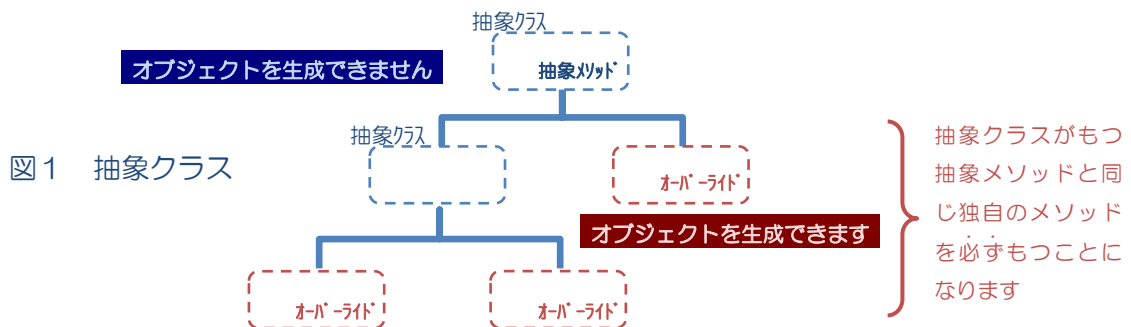 抽象ｸﾗｽ
オブジェクトを生成できません
抽象ﾒｿｯﾄﾞ
抽象ｸﾗｽ
図１　抽象クラス
ｵｰﾊﾞｰﾗｲﾄﾞ
オブジェクトを生成できます
ｵｰﾊﾞｰﾗｲﾄﾞ
ｵｰﾊﾞｰﾗｲﾄﾞ
抽象クラスがもつ
抽象メソッドと同
じ独自のメソッド
を必ずもつことに
なります